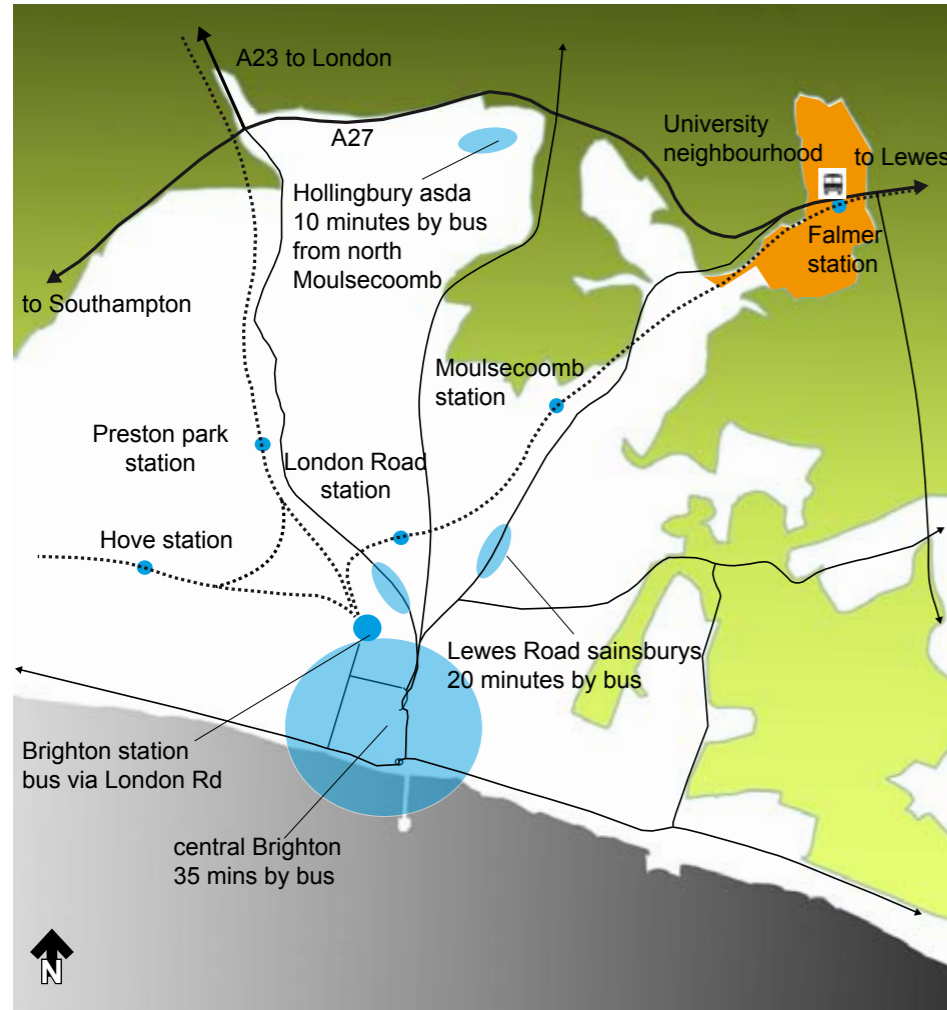 A23 to London
A27
University
neighbourhood
to Lewes
Hollingbury asda
10 minutes by bus
from north
Moulsecoomb
Falmer
station
to Southampton
Moulsecoomb
station
Preston park
station
London Road
station
Hove station
Lewes Road sainsburys
20 minutes by bus
Brighton station
bus via London Rd
central Brighton
35 mins by bus
N